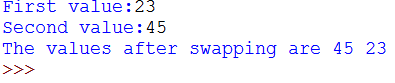 First value:23
Second value:45
The values after swapping are 45 23
>>>